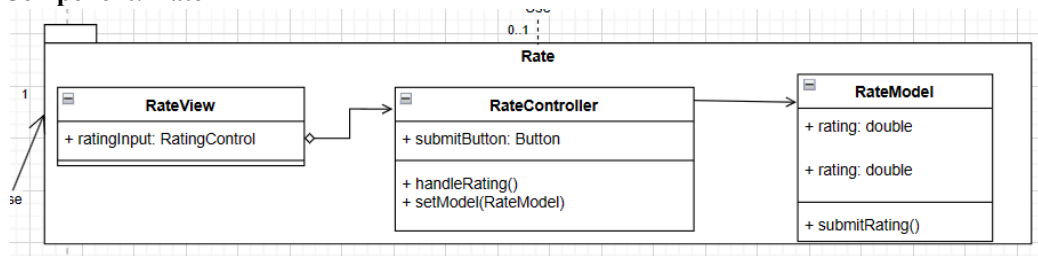 Use
0..1
Rate
1
RateView
+ ratingInput: RatingControl
RateController
+ submitButton: Button
+ handleRating()
+ setModel(RateModel)
RateModel
+ rating: double
+ rating: double
+ submitRating()
se